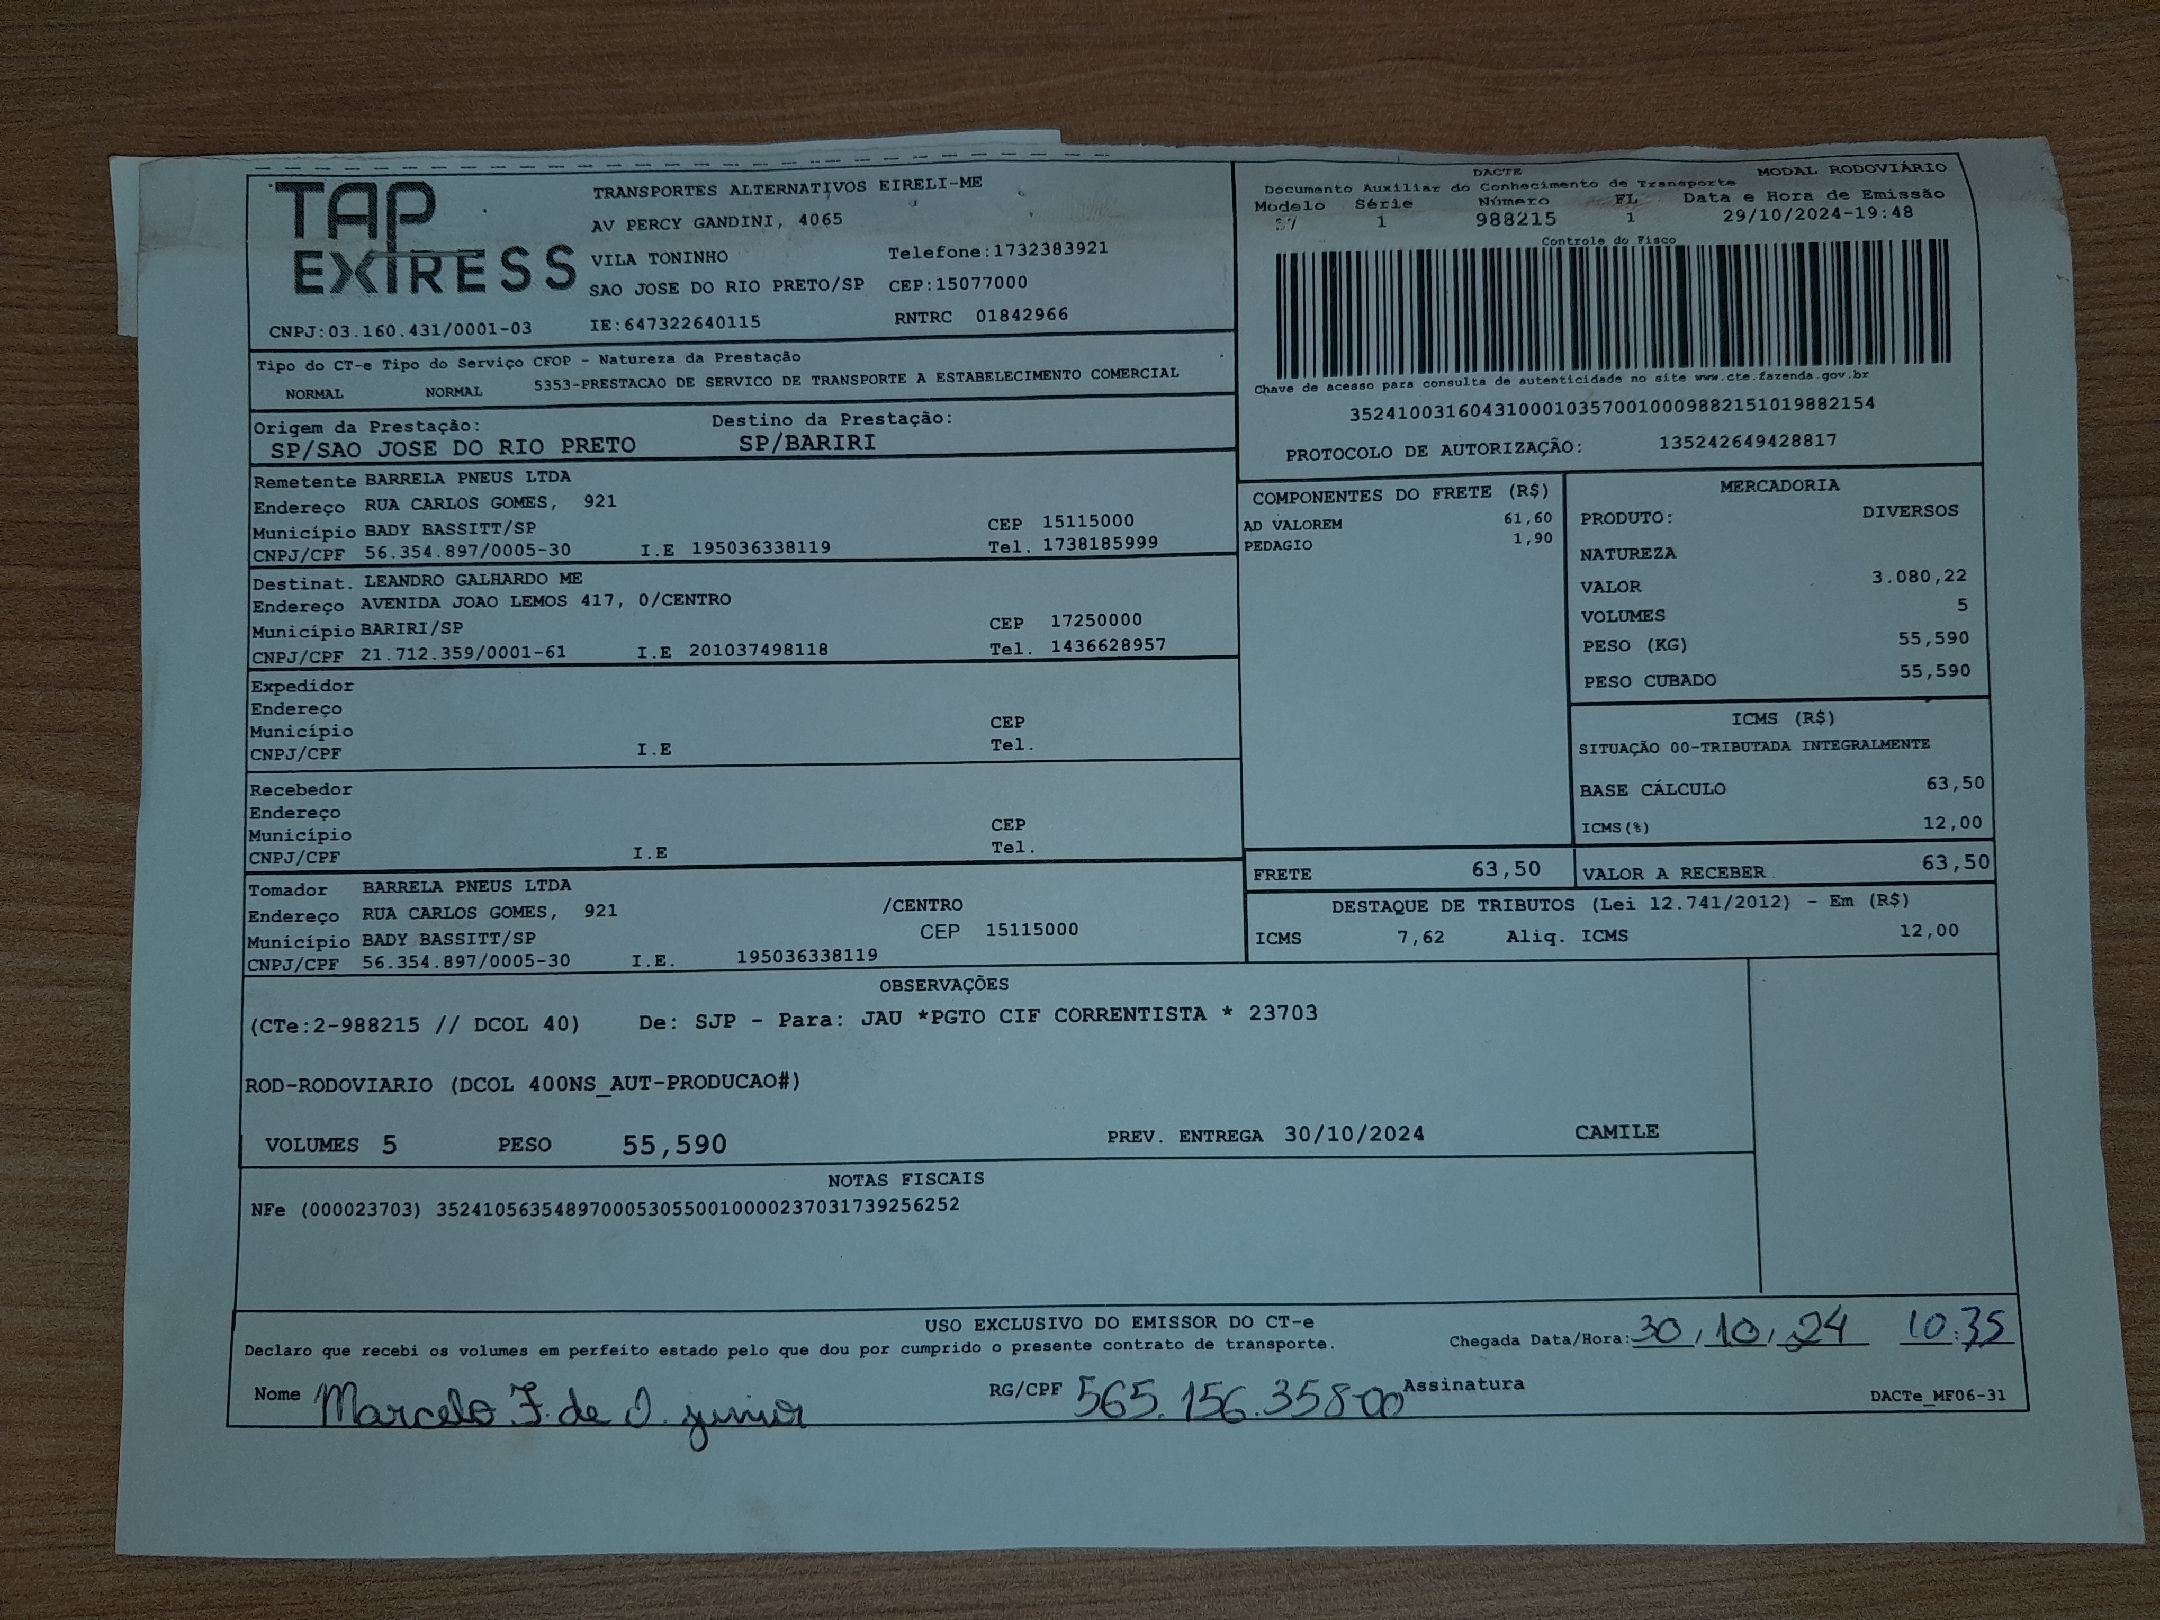 TAP
EXPRESS
TRANSPORTES ALTERNATIVOS EIRELI-ME
AV PERCY GANDINI, 4065
VILA TONINHO Telefone:1732383921
SAO JOSE DO RIO PRETO/SP CEP:15077000
CNPJ:03.160.431/0001-03 IE:647322640115 RNTRC 01842966
DACTE MODAL RODOVIÁRIO
Documento Auxiliar do Conhecimento de Transporte
Modelo Série Número FL Data e Hora de Emissão
57 1 988215 1 29/10/2024-19:48
Controle do Fisco
Chave de acesso para consulta de autenticidade no site www.cte.fazenda.gov.br
35241003160431000103570010009882151019882154
PROTOCOLO DE AUTORIZAÇÃO: 135242649428817
Tipo do CT-e Tipo do Serviço CFOP - Natureza da Prestação
NORMAL NORMAL 5353-PRESTACAO DE SERVICO DE TRANSPORTE A ESTABELECIMENTO COMERCIAL
Origem da Prestação: Destino da Prestação:
SP/SAO JOSE DO RIO PRETO SP/BARIRI
Remetente BARRELA PNEUS LTDA
Endereço RUA CARLOS GOMES, 921
Município BADY BASSITT/SP CEP 15115000
CNPJ/CPF 56.354.897/0005-30 I.E 195036338119 Tel. 1738185999
Destinat. LEANDRO GALHARDO ME
Endereço AVENIDA JOAO LEMOS 417, 0/CENTRO
Município BARIRI/SP CEP 17250000
CNPJ/CPF 21.712.359/0001-61 I.E 201037498118 Tel. 1436628957
Expedidor
Endereço
Município CEP
CNPJ/CPF I.E Tel.
Recebedor
Endereço
Município CEP
CNPJ/CPF I.E Tel.
Tomador BARRELA PNEUS LTDA
Endereço RUA CARLOS GOMES, 921 /CENTRO
Município BADY BASSITT/SP CEP 15115000
CNPJ/CPF 56.354.897/0005-30 I.E. 195036338119
COMPONENTES DO FRETE (R$)
AD VALOREM 61,60
PEDAGIO 1,90
MERCADORIA
PRODUTO: DIVERSOS
NATUREZA
VALOR 3.080,22
VOLUMES 5
PESO (KG) 55,590
PESO CUBADO 55,590
ICMS (R$)
SITUAÇÃO 00-TRIBUTADA INTEGRALMENTE
BASE CÁLCULO 63,50
ICMS(%) 12,00
FRETE 63,50 VALOR A RECEBER 63,50
DESTAQUE DE TRIBUTOS (Lei 12.741/2012) - Em (R$)
ICMS 7,62 Aliq. ICMS 12,00
OBSERVAÇÕES
(CTe:2-988215 // DCOL 40) De: SJP - Para: JAU *PGTO CIF CORRENTISTA * 23703
ROD-RODOVIARIO (DCOL 400NS_AUT-PRODUCAO#)
VOLUMES 5 PESO 55,590 PREV. ENTREGA 30/10/2024 CAMILE
NOTAS FISCAIS
NFe (000023703) 35241056354897000530550010000237031739256252
USO EXCLUSIVO DO EMISSOR DO CT-e
Declaro que recebi os volumes em perfeito estado pelo que dou por cumprido o presente contrato de transporte. Chegada Data/Hora: 30/10/24 10:35
Nome Marcelo F. de O. junior RG/CPF 565.156.358-00 Assinatura DACTe_MF06-31